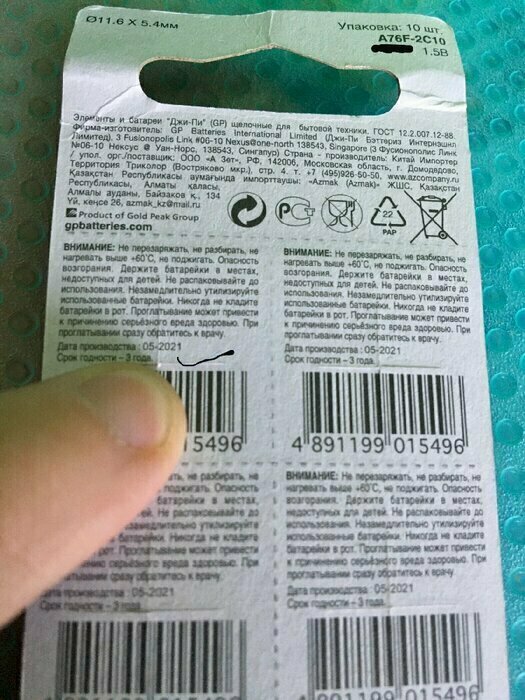 Ø11.6 X 5.4мм
Упаковка: 10 шт.
A76F-2C10
1.5В
Элементы и батареи "Джи-Пи" (GP) щелочные для бытовой техники. ГОСТ 12.2.007.12-88.
Фирма-изготовитель: GP Batteries International Limited (Джи-Пи Бэттериз Интернэшнл
Лимитед), 3 Fusionopolis Link #06-10 Nexus@one-north 138543, Singapore (3 Фусионополис Линк
№06-10 Нексус @ Уан-Норс, 138543, Сингапур) Страна - производитель: Китай Импортер
/ упол. орг./поставщик: ООО «А Зет», РФ, 142006, Московская область, г. Домодедово,
Территория Триколор (Востряково мкр.), стр. 4. т. +7 (495)926-50-50, www.azcompany.ru
Қазақстан Республикасы аумағында импорттаушы: «Azmak (Azmak)» ЖШС, Қазақстан
Республикасы, Алматы қаласы,
Алмалы ауданы, Байзаков к., 134
Үй, кеңсе 26, azmak_kz@mail.ru
Product of Gold Peak Group
gpbatteries.com
РС
22
PAP
ВНИМАНИЕ: Не перезаряжать, не разбирать, не
нагревать выше +60°С, не поджигать. Опасность
возгорания. Держите батарейки в местах,
недоступных для детей. Не распаковывайте до
использования. Незамедлительно утилизируйте
использованные батарейки. Никогда не кладите
батарейки в рот. Проглатывание может привести
к причинению серьёзного вреда здоровью. При
проглатывании сразу обратитесь к врачу.
Дата производства : 05-2021
Срок годности – 3 года.
15496
ВНИМАНИЕ: Не перезаряжать, не разбирать, не
нагревать выше +60°С, не поджигать. Опасность
возгорания. Держите батарейки в местах,
недоступных для детей. Не распаковывайте до
использования. Незамедлительно утилизируйте
использованные батарейки. Никогда не кладите
батарейки в рот. Проглатывание может привести
к причинению серьёзного вреда здоровью. При
проглатывании сразу обратитесь к врачу.
Дата производства : 05-2021
Срок годности – 3 года.
4 891199 015496
не разбирать, не
поджигать. Опасность
батарейки в местах,
Не распаковывайте до
незамедлительно утилизируйте
батарейки. Никогда не кладите
Проглатывание может привести
серьёзного вреда здоровью. При
проглатывании сразу обратитесь к врачу.
Дата производства : 05-2021
Срок годности – 3 года.
ВНИМАНИЕ: Не перезаряжать, не разбирать, не
нагревать выше +60°С, не поджигать. Опасность
возгорания. Держите батарейки в местах,
недоступных для детей. Не распаковывайте до
использования. Незамедлительно утилизируйте
использованные батарейки. Никогда не кладите
батарейки в рот. Проглатывание может привести
к причинению серьёзного вреда здоровью. При
проглатывании сразу обратитесь к врачу.
Дата производства : 05-2021
Срок годности – 3 года.
4 891199 015496